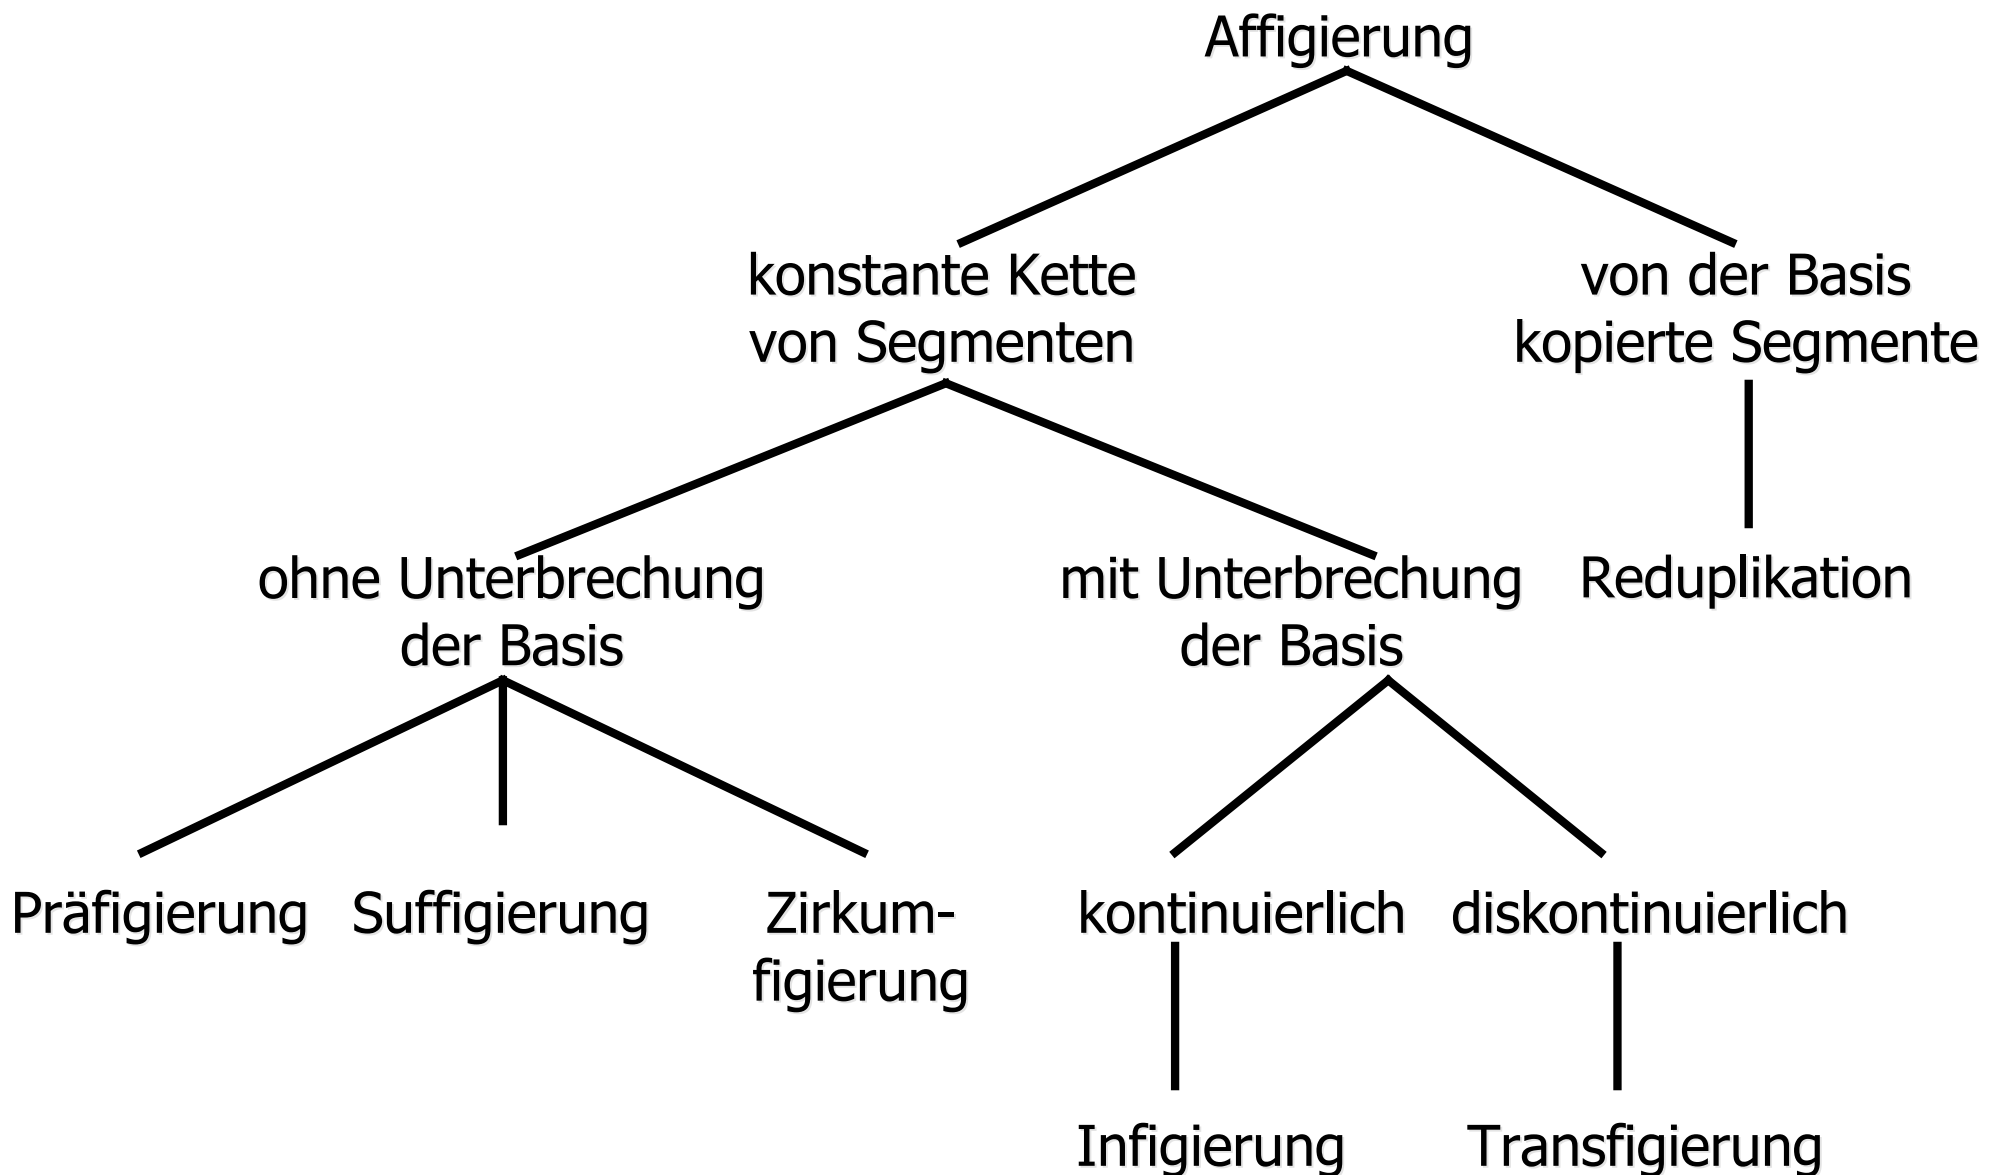 Affigierung
konstante Kette
von Segmenten
von der Basis
kopierte Segmente
ohne Unterbrechung
der Basis
mit Unterbrechung
der Basis
Reduplikation
Präfigierung
Suffigierung
Zirkum-
figierung
kontinuierlich
diskontinuierlich
Infigierung
Transfigierung